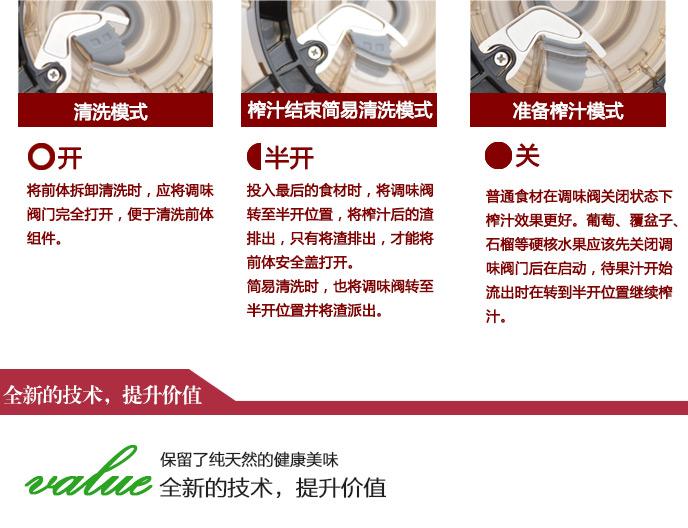 清洗模式
开
将前体拆卸清洗时，应将调味
阀门完全打开，便于清洗前体
组件。
榨汁结束简易清洗模式
半开
投入最后的食材时，将调味阀
转至半开位置，将榨汁后的渣
排出，只有将渣排出，才能将
前体安全盖打开。
简易清洗时，也将调味阀转至
半开位置并将渣派出。
准备榨汁模式
关
普通食材在调味阀关闭状态下
榨汁效果更好。葡萄、覆盆子、
石榴等硬核水果应该先关闭调
味阀门后在启动，待果汁开始
流出时在转到半开位置继续榨
汁。
全新的技术，提升价值
value
保留了纯天然的健康美味
全新的技术，提升价值